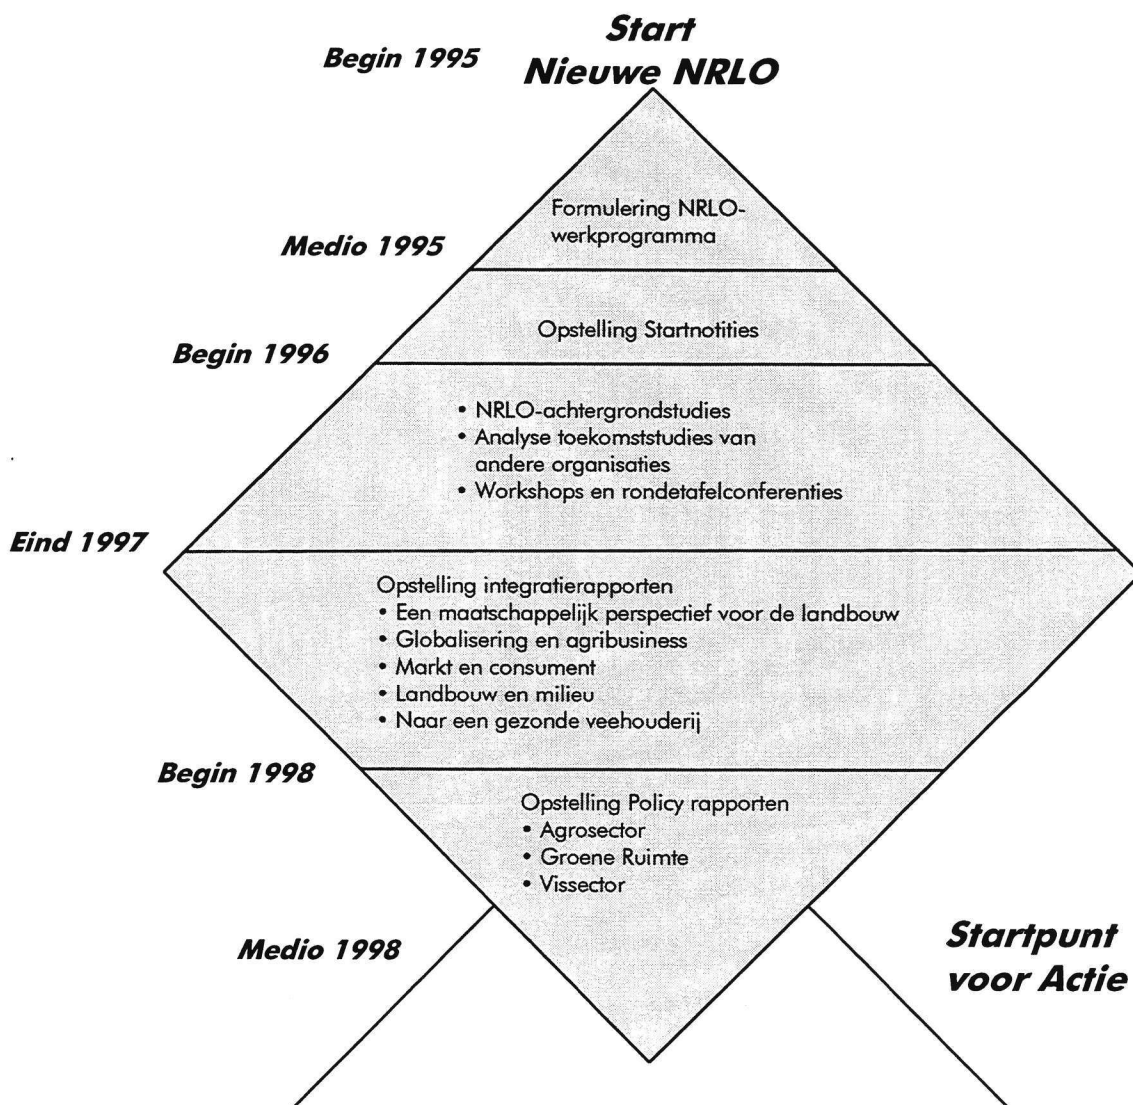 Start
Begin 1995
Nieuwe NRLO
Formulering NRLO-
werkprogramma
Medio 1995
Opstelling Startnotities
Begin 1996
• NRLO-achtergrondstudies
• Analyse toekomststudies van
andere organisaties
• Workshops en rondetafelconferenties
Eind 1997
Opstelling integratierapporten
• Een maatschappelijk perspectief voor de landbouw
• Globalisering en agribusiness
• Markt en consument
• Landbouw en milieu
• Naar een gezonde veehouderij
Begin 1998
Opstelling Policy rapporten
• Agrosector
• Groene Ruimte
• Vissector
Medio 1998
Startpunt
voor Actie